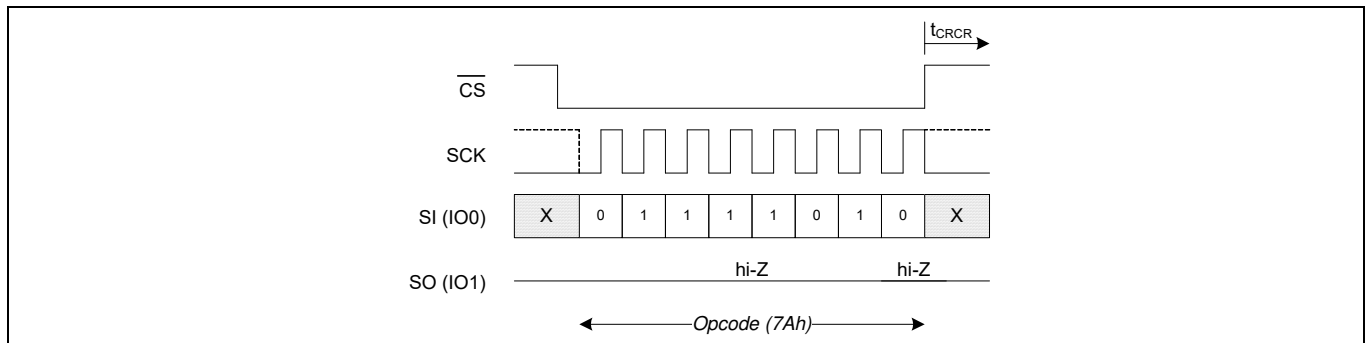 tCRCR
CS
SCK
SI (IO0) X 0 1 1 1 1 0 1 0 X
hi-Z hi-Z
SO (IO1)
Opcode (7Ah)